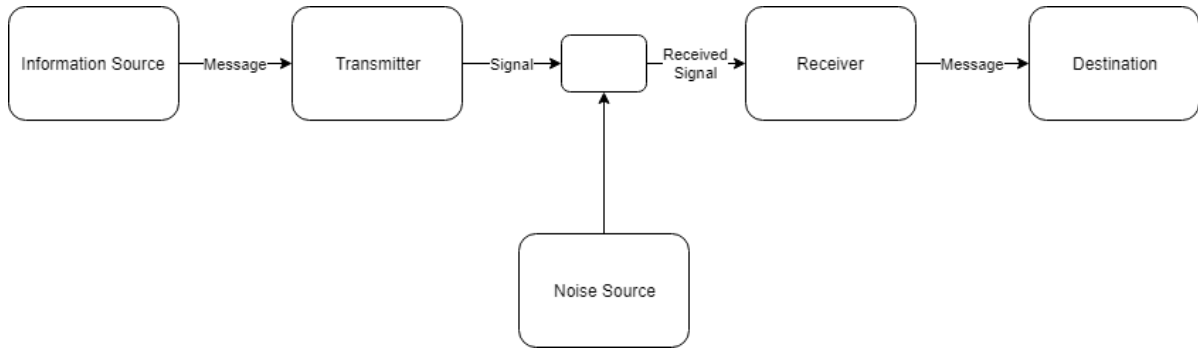 Information Source
Message
Transmitter
Signal
Received
Signal
Receiver
Message
Destination
Noise Source